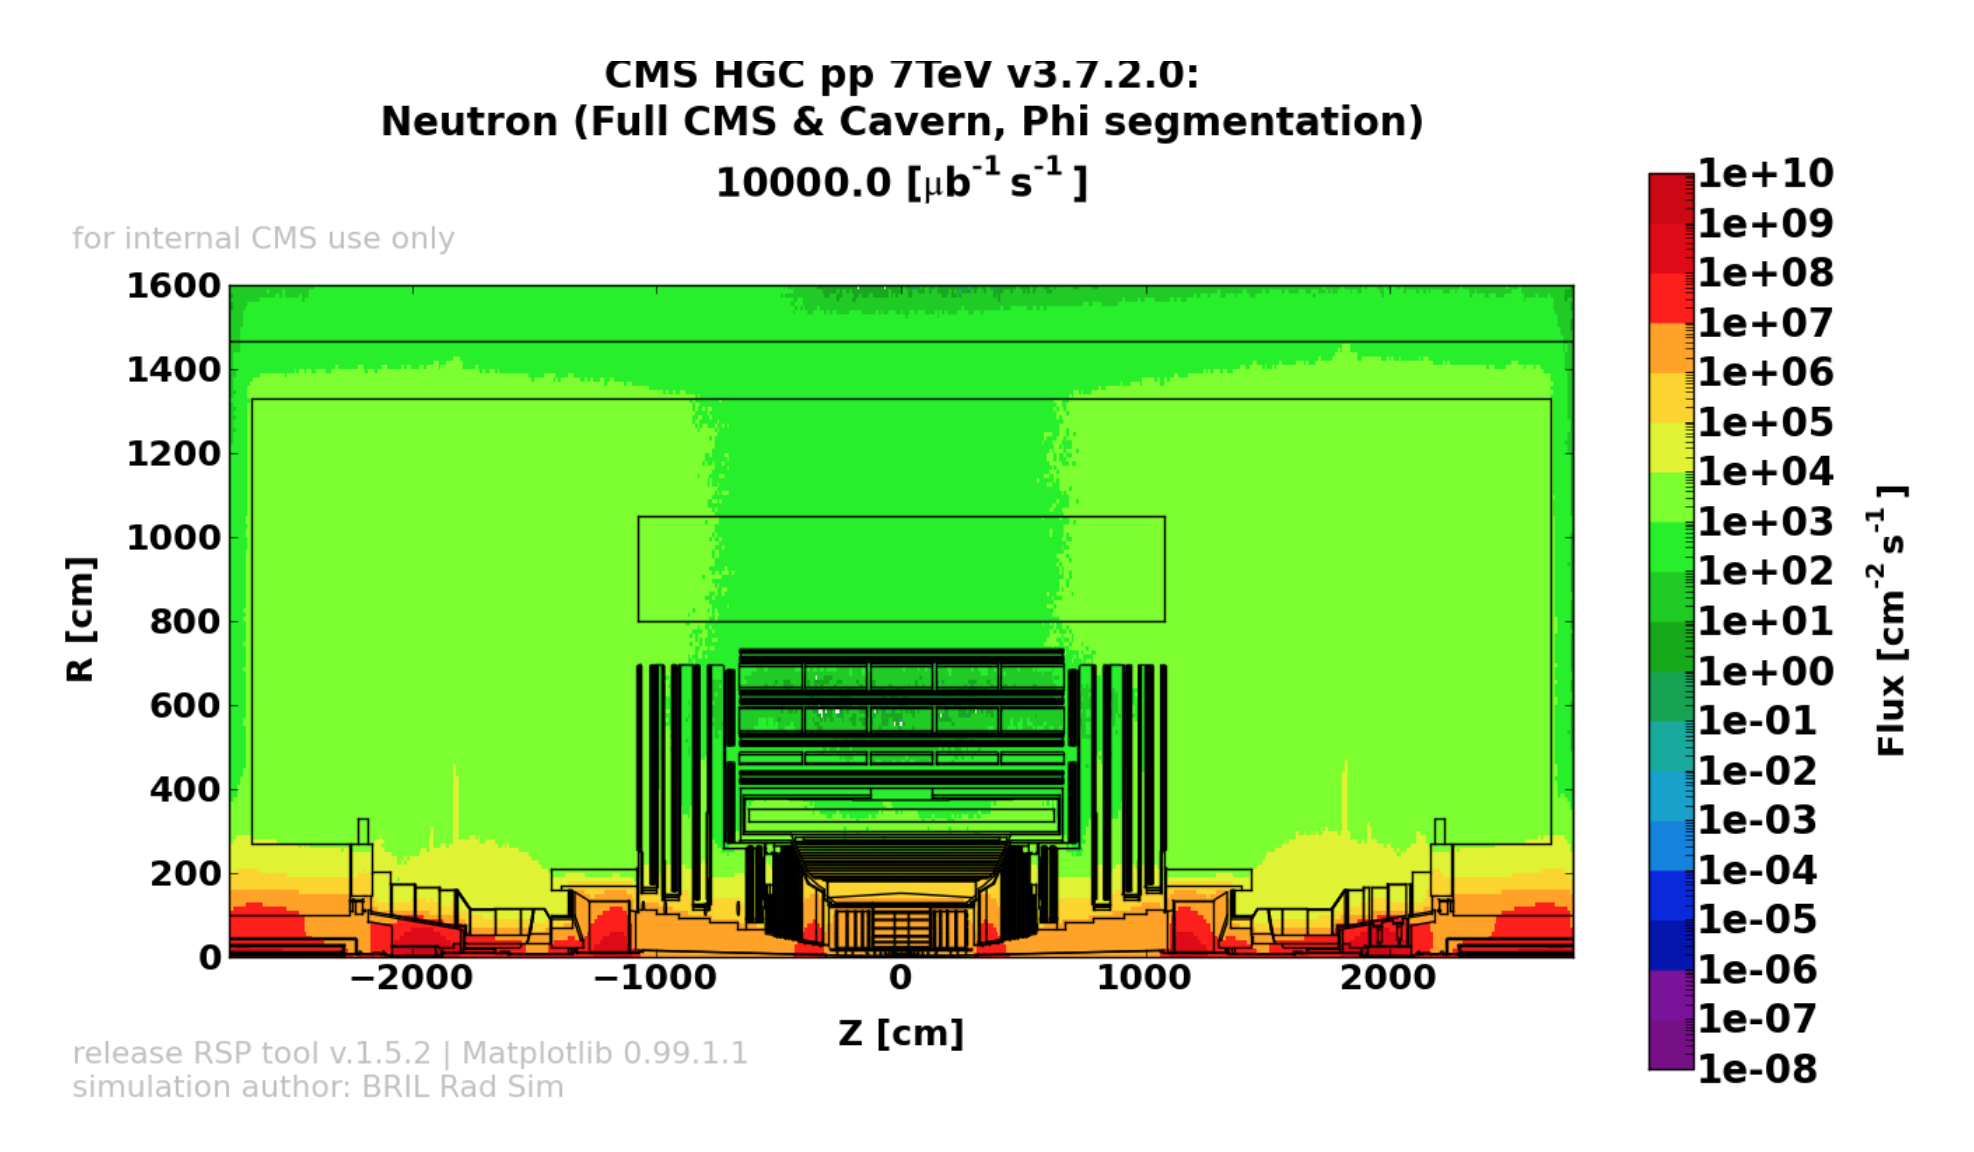 CMS HGC pp 7TeV v3.7.2.0:
Neutron (Full CMS & Cavern, Phi segmentation)
10000.0 [μb⁻¹ s⁻¹ ]
for internal CMS use only
1600
1400
1200
1000
800
600
400
200
0
R [cm]
−2000 −1000 0 1000 2000
Z [cm]
1e+10
1e+09
1e+08
1e+07
1e+06
1e+05
1e+04
1e+03
1e+02
1e+01
1e+00
1e-01
1e-02
1e-03
1e-04
1e-05
1e-06
1e-07
1e-08
Flux [cm⁻² s⁻¹ ]
release RSP tool v.1.5.2 | Matplotlib 0.99.1.1
simulation author: BRIL Rad Sim